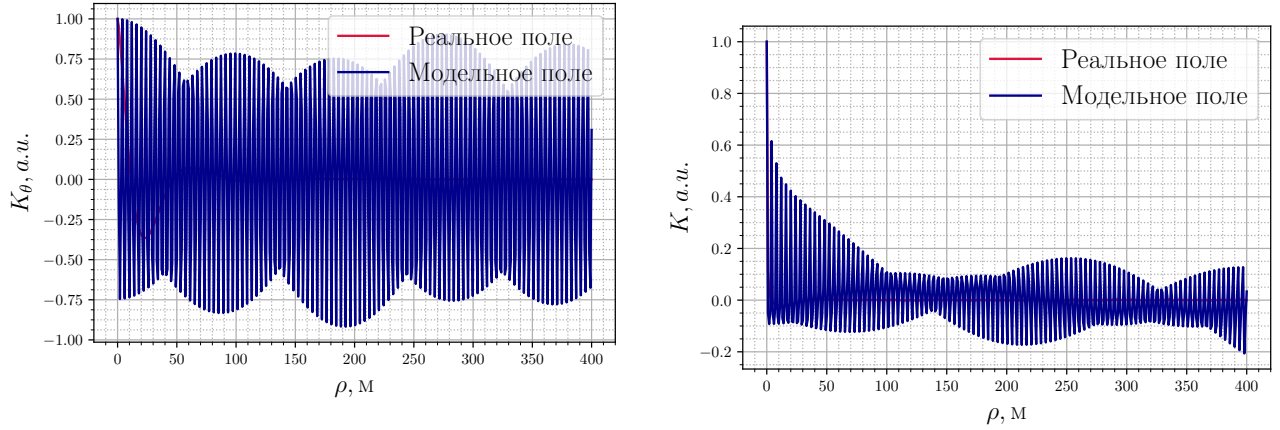 1.00
0.75
0.50
0.25
0.00
−0.25
−0.50
−0.75
−1.00
K_θ, a.u.
Реальное поле
Модельное поле
0 50 100 150 200 250 300 350 400
ρ, м
1.0
0.8
0.6
0.4
0.2
0.0
−0.2
K, a.u.
Реальное поле
Модельное поле
0 50 100 150 200 250 300 350 400
ρ, м